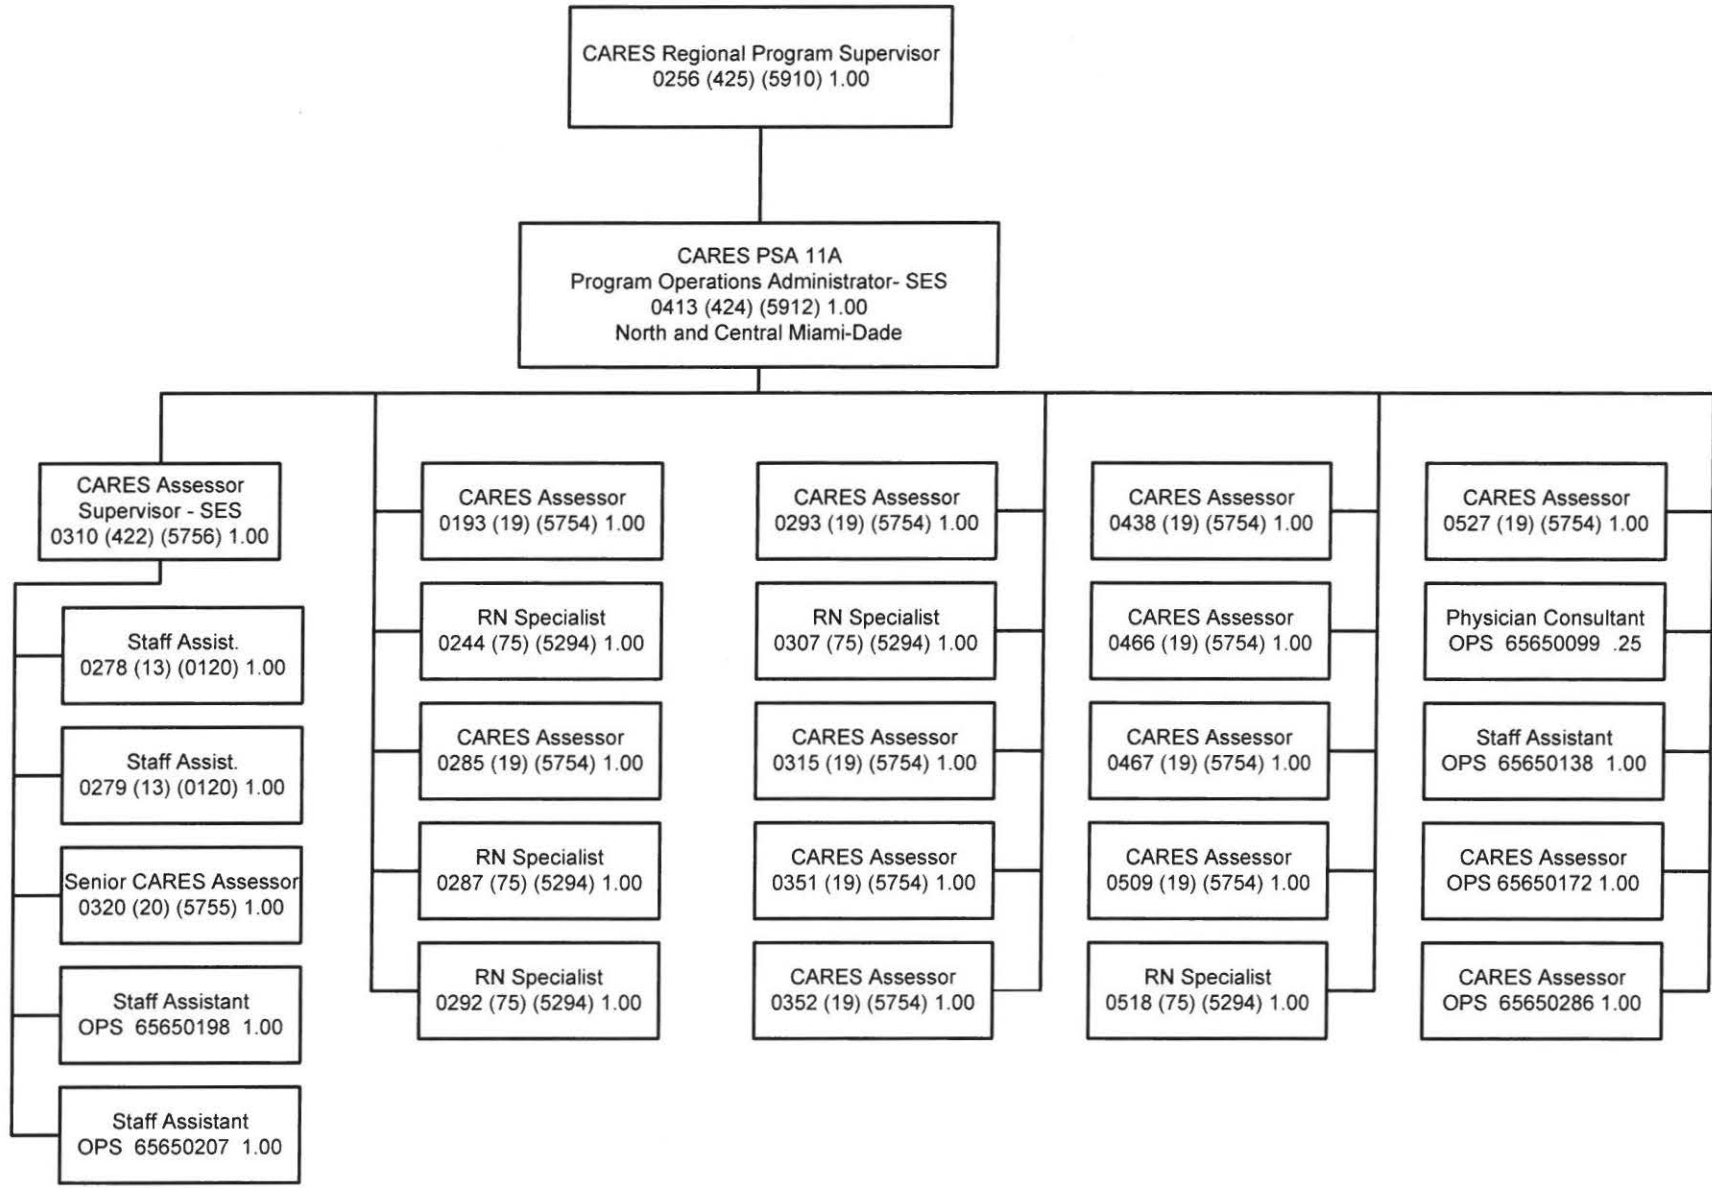 CARES Regional Program Supervisor
0256 (425) (5910) 1.00
CARES PSA 11A
Program Operations Administrator- SES
0413 (424) (5912) 1.00
North and Central Miami-Dade
CARES Assessor
Supervisor - SES
0310 (422) (5756) 1.00
Staff Assist.
0278 (13) (0120) 1.00
Staff Assist.
0279 (13) (0120) 1.00
Senior CARES Assessor
0320 (20) (5755) 1.00
Staff Assistant
OPS 65650198 1.00
Staff Assistant
OPS 65650207 1.00
CARES Assessor
0193 (19) (5754) 1.00
RN Specialist
0244 (75) (5294) 1.00
CARES Assessor
0285 (19) (5754) 1.00
RN Specialist
0287 (75) (5294) 1.00
RN Specialist
0292 (75) (5294) 1.00
CARES Assessor
0293 (19) (5754) 1.00
RN Specialist
0307 (75) (5294) 1.00
CARES Assessor
0315 (19) (5754) 1.00
CARES Assessor
0351 (19) (5754) 1.00
CARES Assessor
0352 (19) (5754) 1.00
CARES Assessor
0438 (19) (5754) 1.00
CARES Assessor
0466 (19) (5754) 1.00
CARES Assessor
0467 (19) (5754) 1.00
CARES Assessor
0509 (19) (5754) 1.00
RN Specialist
0518 (75) (5294) 1.00
CARES Assessor
0527 (19) (5754) 1.00
Physician Consultant
OPS 65650099 .25
Staff Assistant
OPS 65650138 1.00
CARES Assessor
OPS 65650172 1.00
CARES Assessor
OPS 65650286 1.00